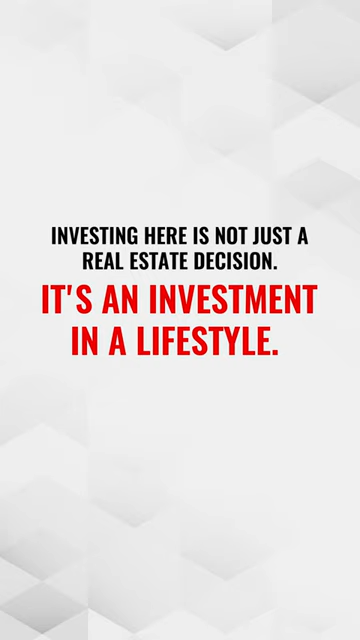 INVESTING HERE IS NOT JUST A
REAL ESTATE DECISION.
IT'S AN INVESTMENT
IN A LIFESTYLE.